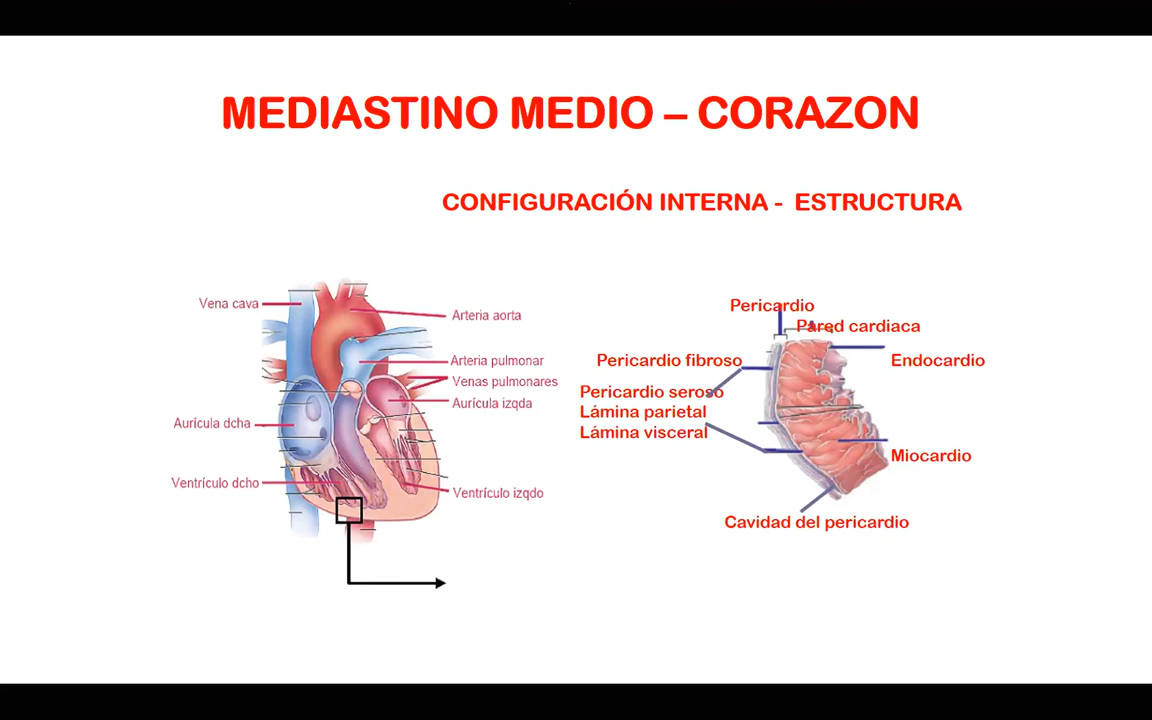 MEDIASTINO MEDIO – CORAZON
CONFIGURACIÓN INTERNA - ESTRUCTURA
Vena cava
Arteria aorta
Arteria pulmonar
Venas pulmonares
Aurícula izqda
Aurícula dcha
Ventrículo dcho
Ventrículo izqdo
Pericardio
Pared cardiaca
Pericardio fibroso
Endocardio
Pericardio seroso
Lámina parietal
Lámina visceral
Miocardio
Cavidad del pericardio